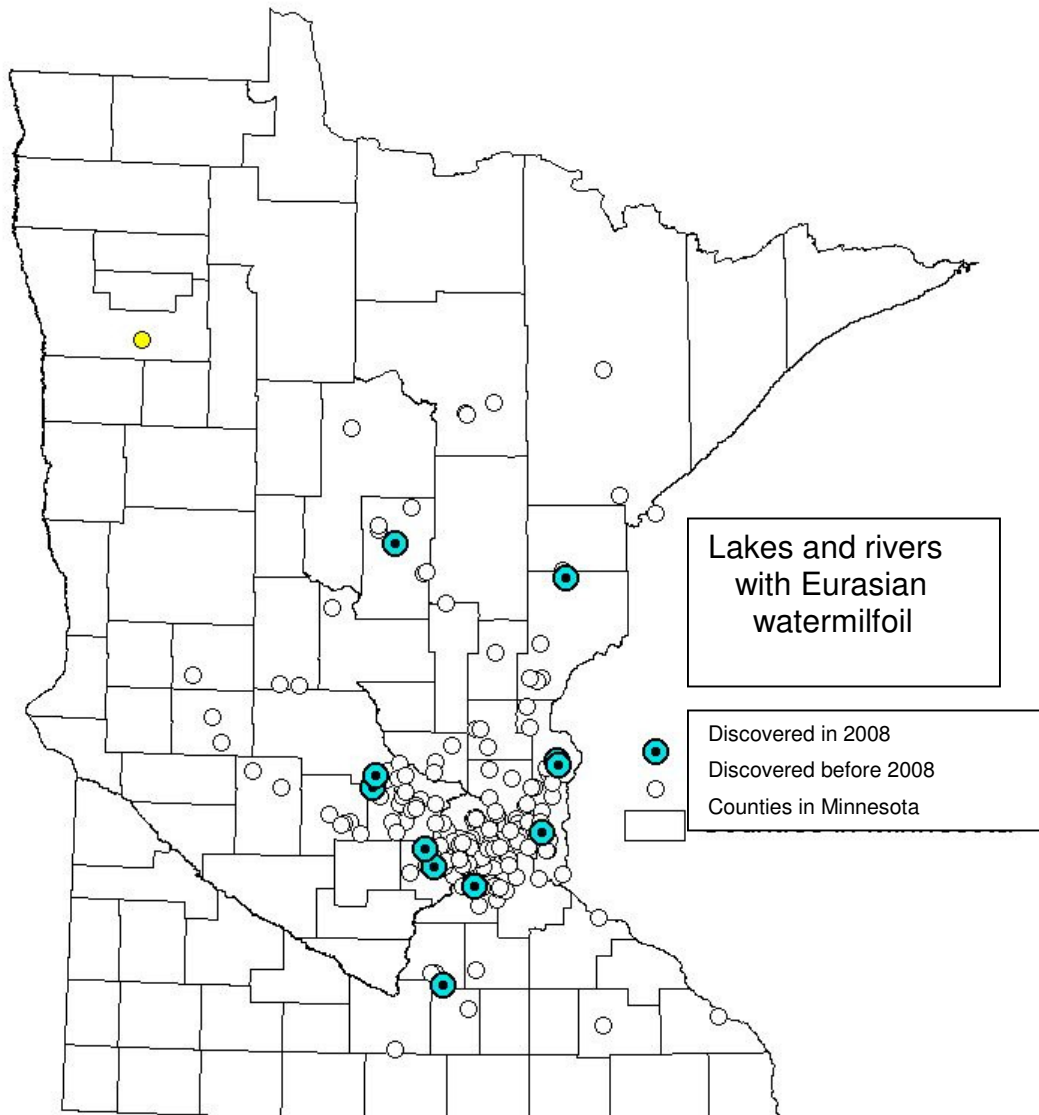 Lakes and rivers
with Eurasian
watermilfoil
Discovered in 2008
Discovered before 2008
Counties in Minnesota